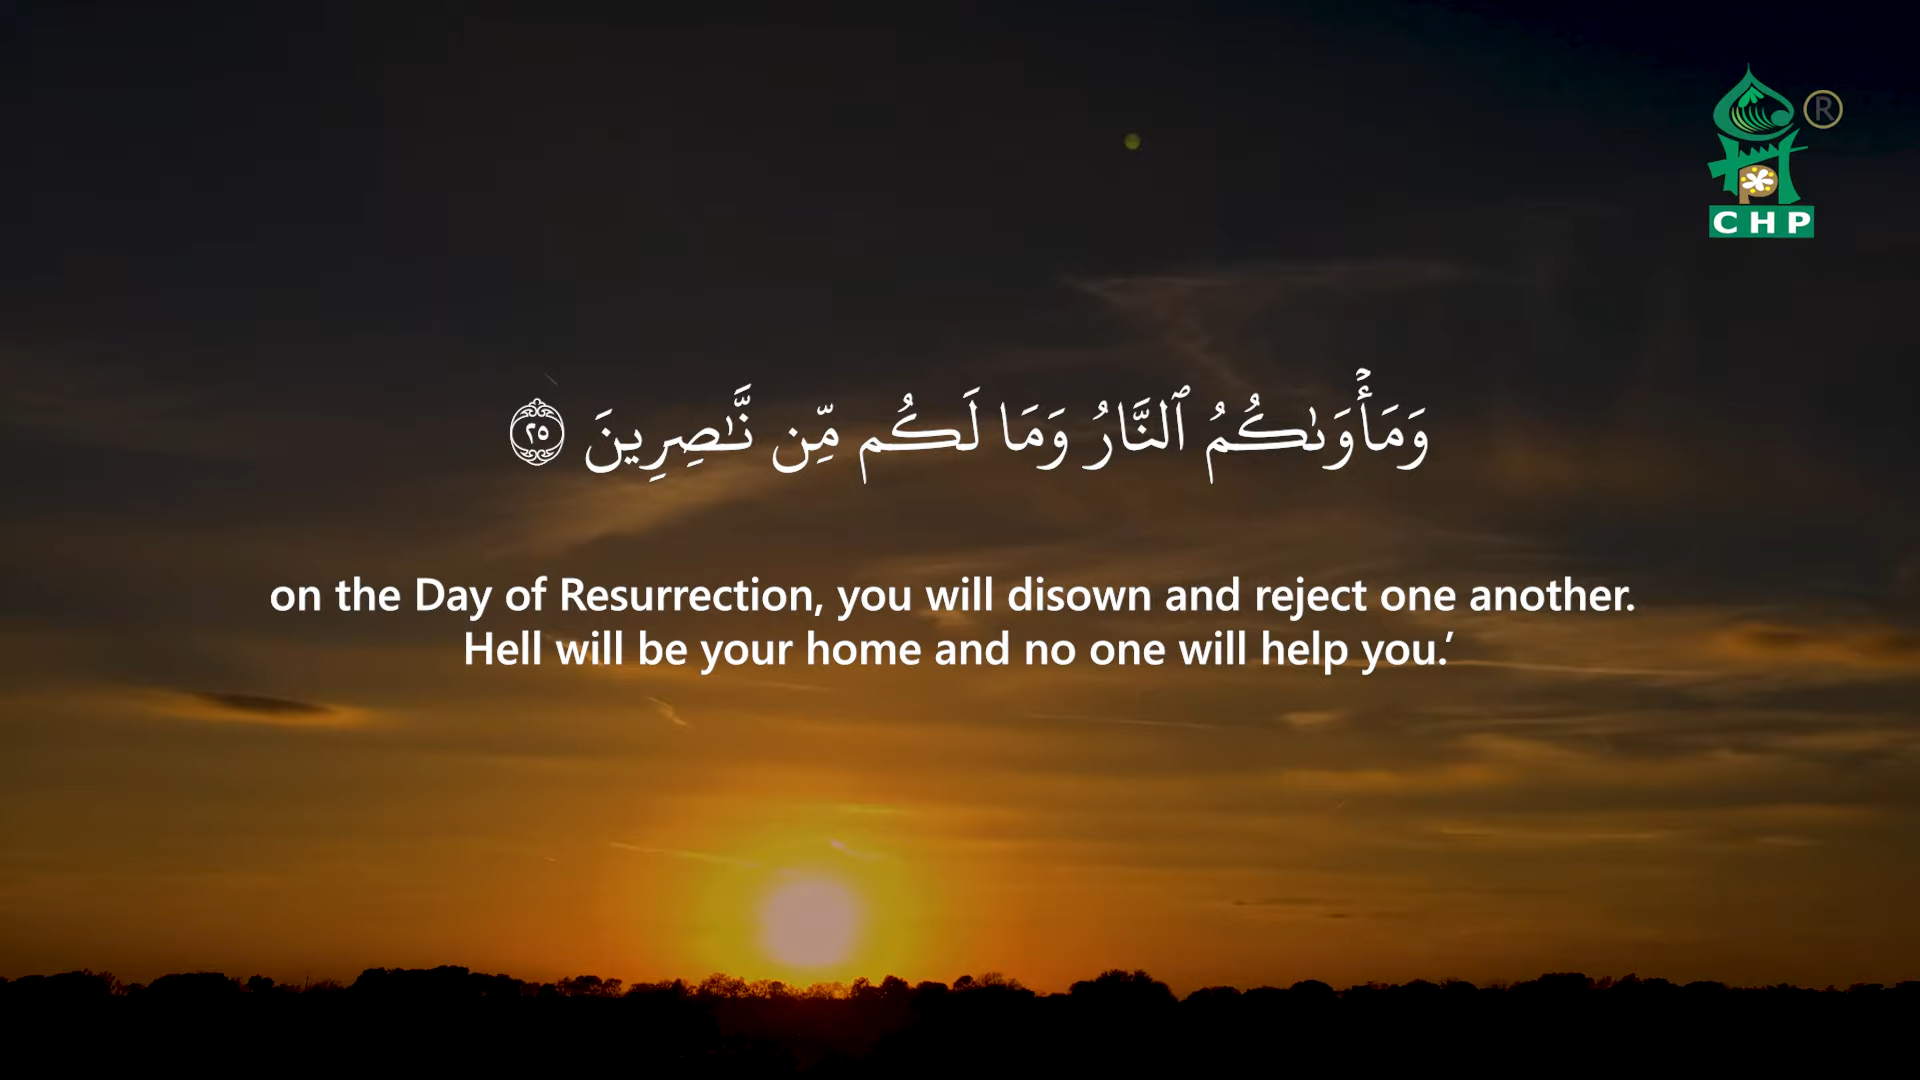 ®
CHP
وَمَأْوَىٰكُمُ ٱلنَّارُ وَمَا لَكُم مِّن نَّـٰصِرِينَ ٢٥
on the Day of Resurrection, you will disown and reject one another.
Hell will be your home and no one will help you.’